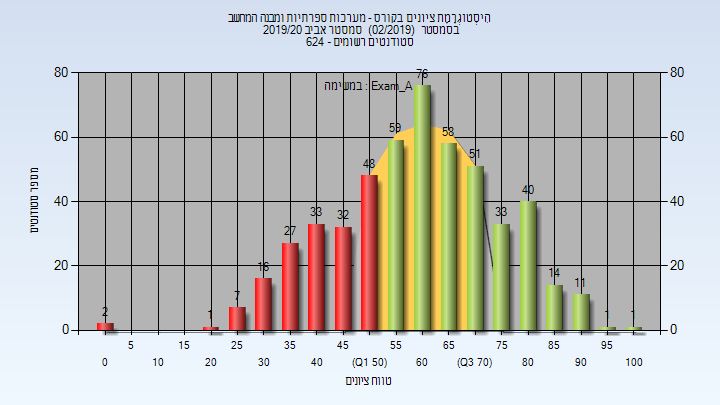 היסטוגרמת ציונים בקורס - מערכות ספרתיות ומבנה המחשב
בסמסטר (02/2019) סמסטר אביב 2019/20
סטודנטים רשומים - 624
במשימה : Exam_A
מספר סטודנטים
80 60 40 20 0
80 60 40 20 0
2 1 7 16 27 33 32 48 59 76 58 51 33 40 14 11 1 1
5 15 25 35 45 55 65 75 85 95
0 10 20 30 40 (Q1 50) 60 (Q3 70) 80 90 100
טווח ציונים